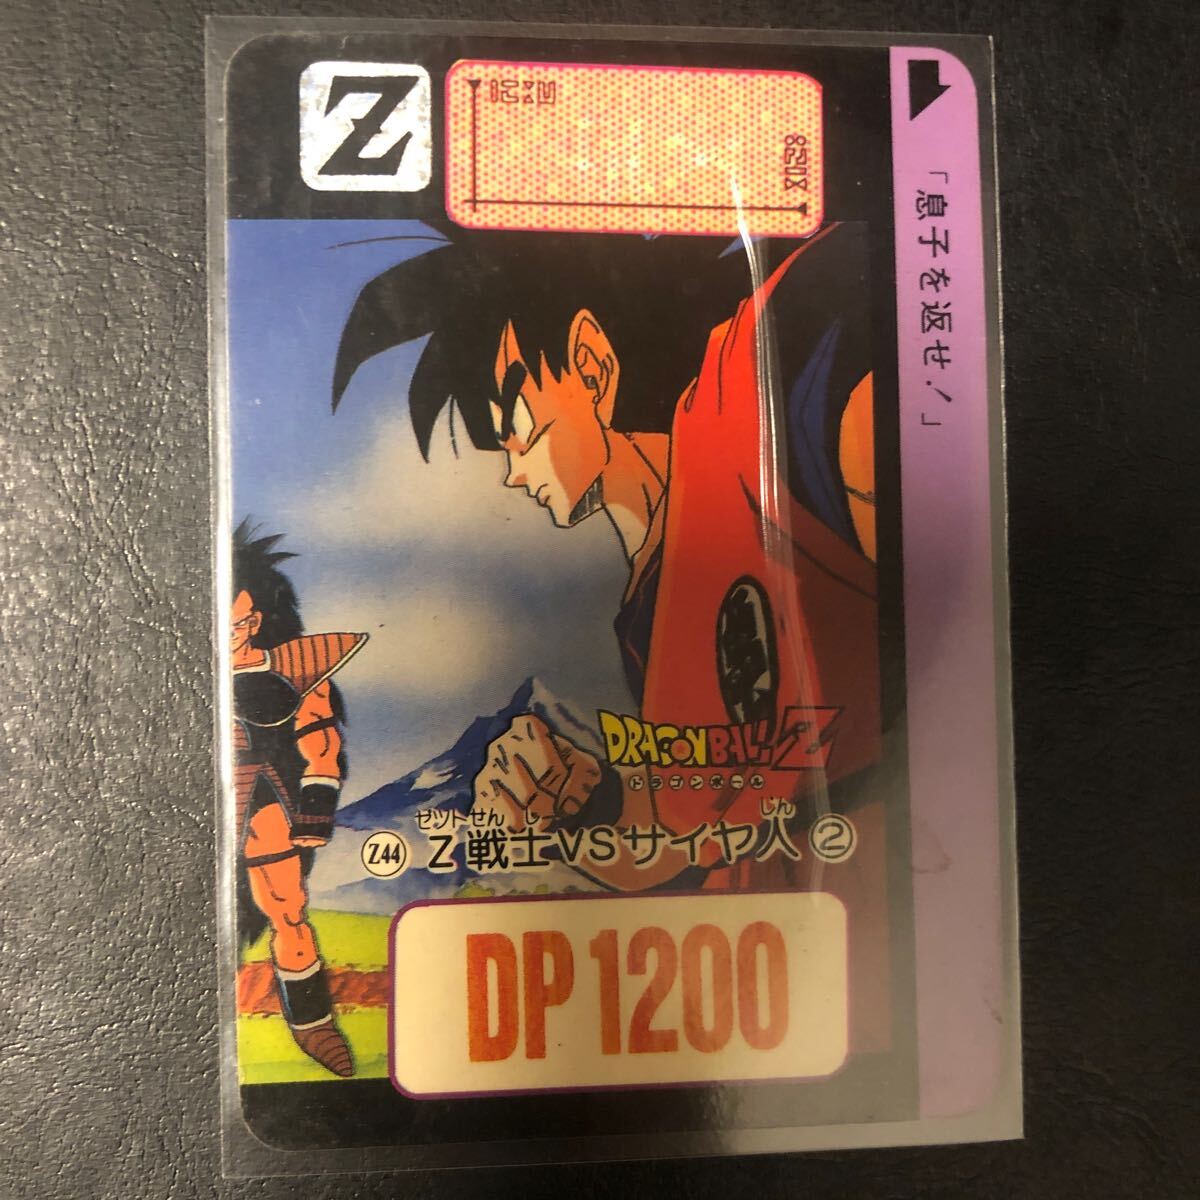 Z
「息子を返せ!」
DRAGON BALL Z
ドラゴンボール
ゼットせんし じん
Z44 Z戦士VSサイヤ人 ②
DP1200